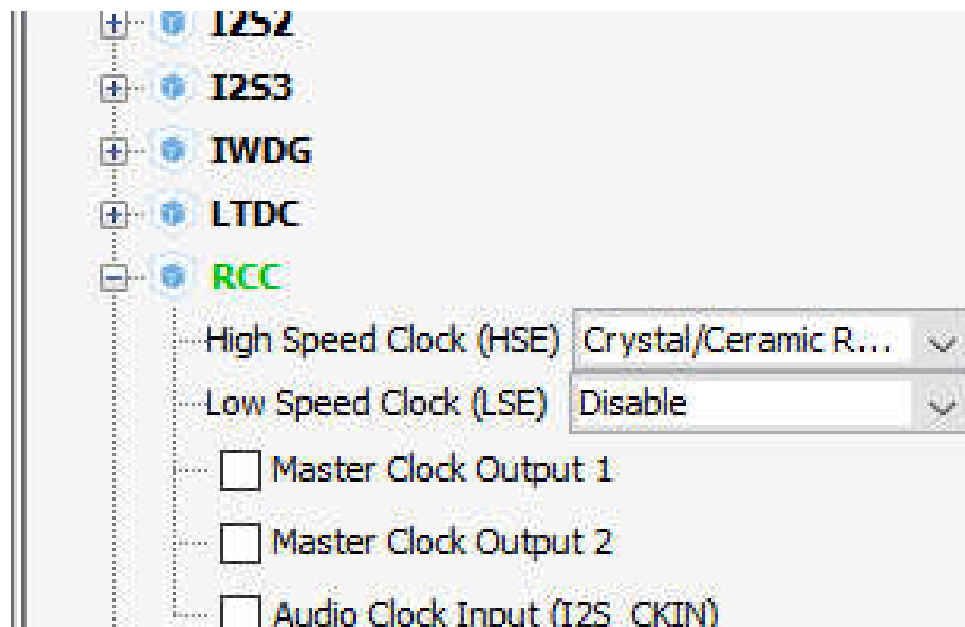 I2S2
I2S3
IWDG
LTDC
RCC
High Speed Clock (HSE) Crystal/Ceramic R...
Low Speed Clock (LSE) Disable
Master Clock Output 1
Master Clock Output 2
Audio Clock Input (I2S_CKIN)